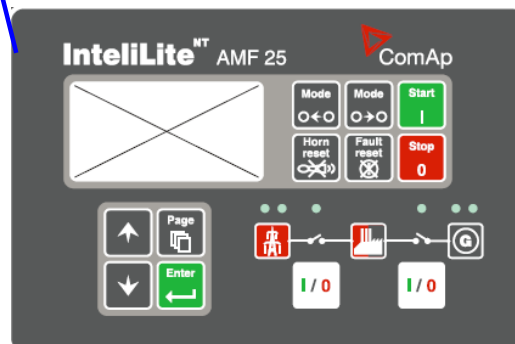 InteliLite NT AMF 25
ComAp
Mode
Mode
Start
I
Horn
reset
Fault
reset
Stop
0
Page
Enter
G
I / 0
I / 0